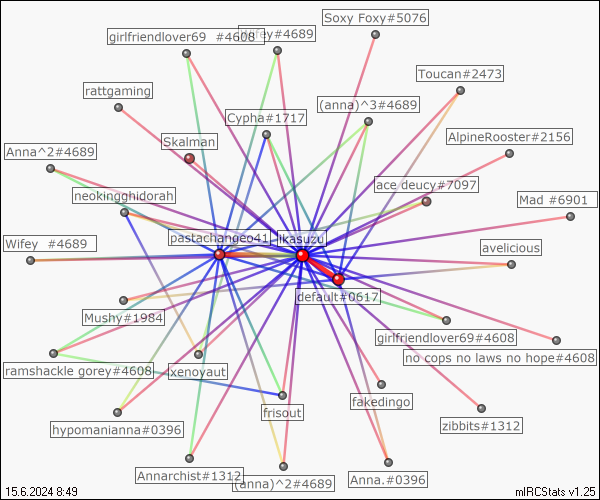 Soxy Foxy#5076
girlfriendlover69 #4608
#4689
Toucan#2473
rattgaming
(anna)^3#4689
Cypha#1717
Skalman
AlpineRooster#2156
Anna^2#4689
ace deucy#7097
neokingghidorah
Mad #6901
pastachangeo41
ikasuzu
Wifey #4689
avelicious
default#0617
Mushy#1984
girlfriendlover69#4608
no cops no laws no hope#4608
ramshackle gorey#4608
xenoyaut
fakedingo
frisout
zibbits#1312
hypomanianna#0396
Annarchist#1312
(anna)^2#4689
Anna.#0396
15.6.2024 8:49
mIRCStats v1.25